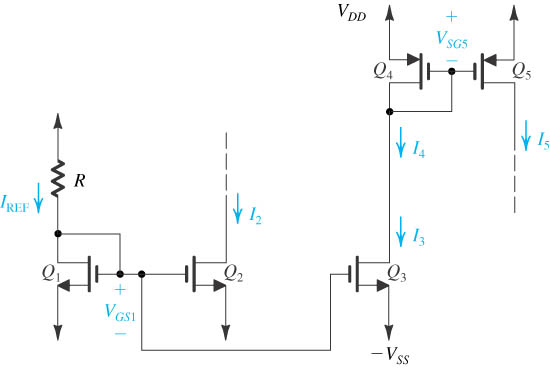 V_DD
+
V_SG5
−
Q_4
Q_5
I_4
I_5
R
I_REF
I_2
I_3
Q_1
+
V_GS1
−
Q_2
Q_3
−V_SS